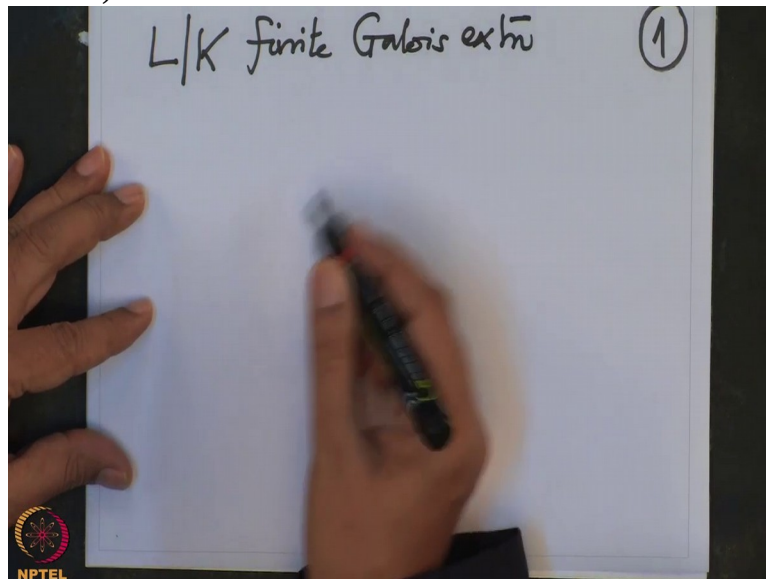 L/K finite Galois extn̄ ①
NPTEL